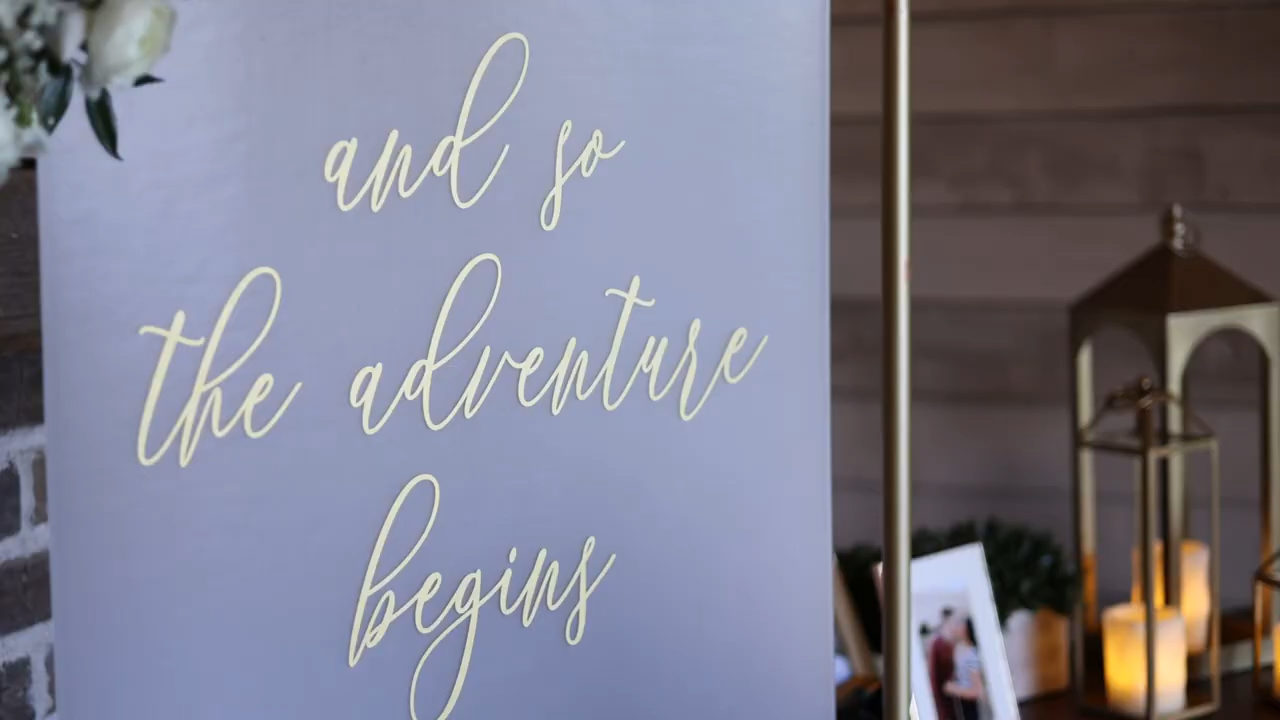 and so
the adventure
begins